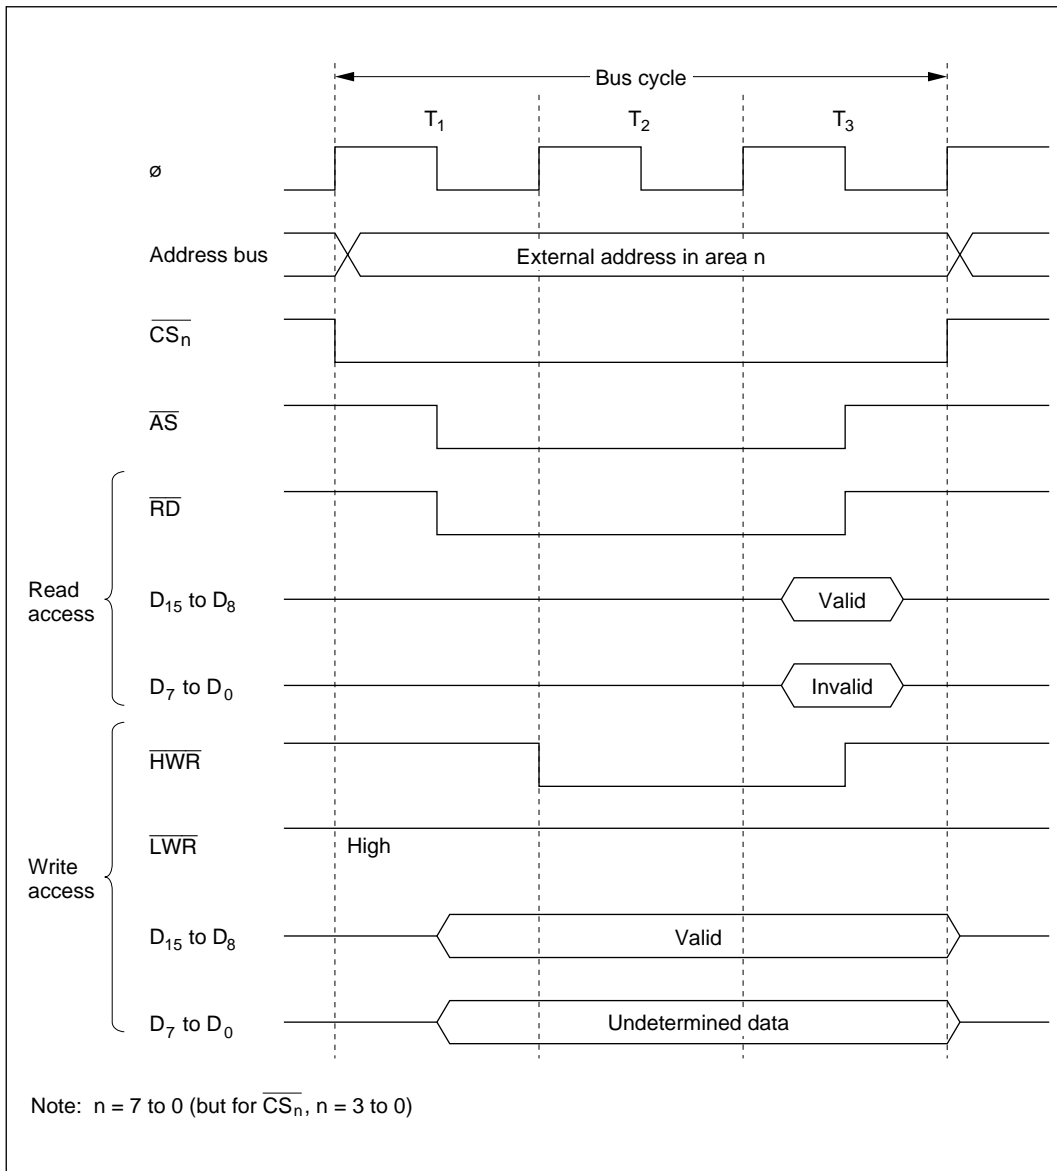 Bus cycle
T1 T2 T3
ø
Address bus External address in area n
CSn
AS
RD
Read access
D15 to D8 Valid
D7 to D0 Invalid
HWR
LWR High
Write access
D15 to D8 Valid
D7 to D0 Undetermined data
Note: n = 7 to 0 (but for CSn, n = 3 to 0)